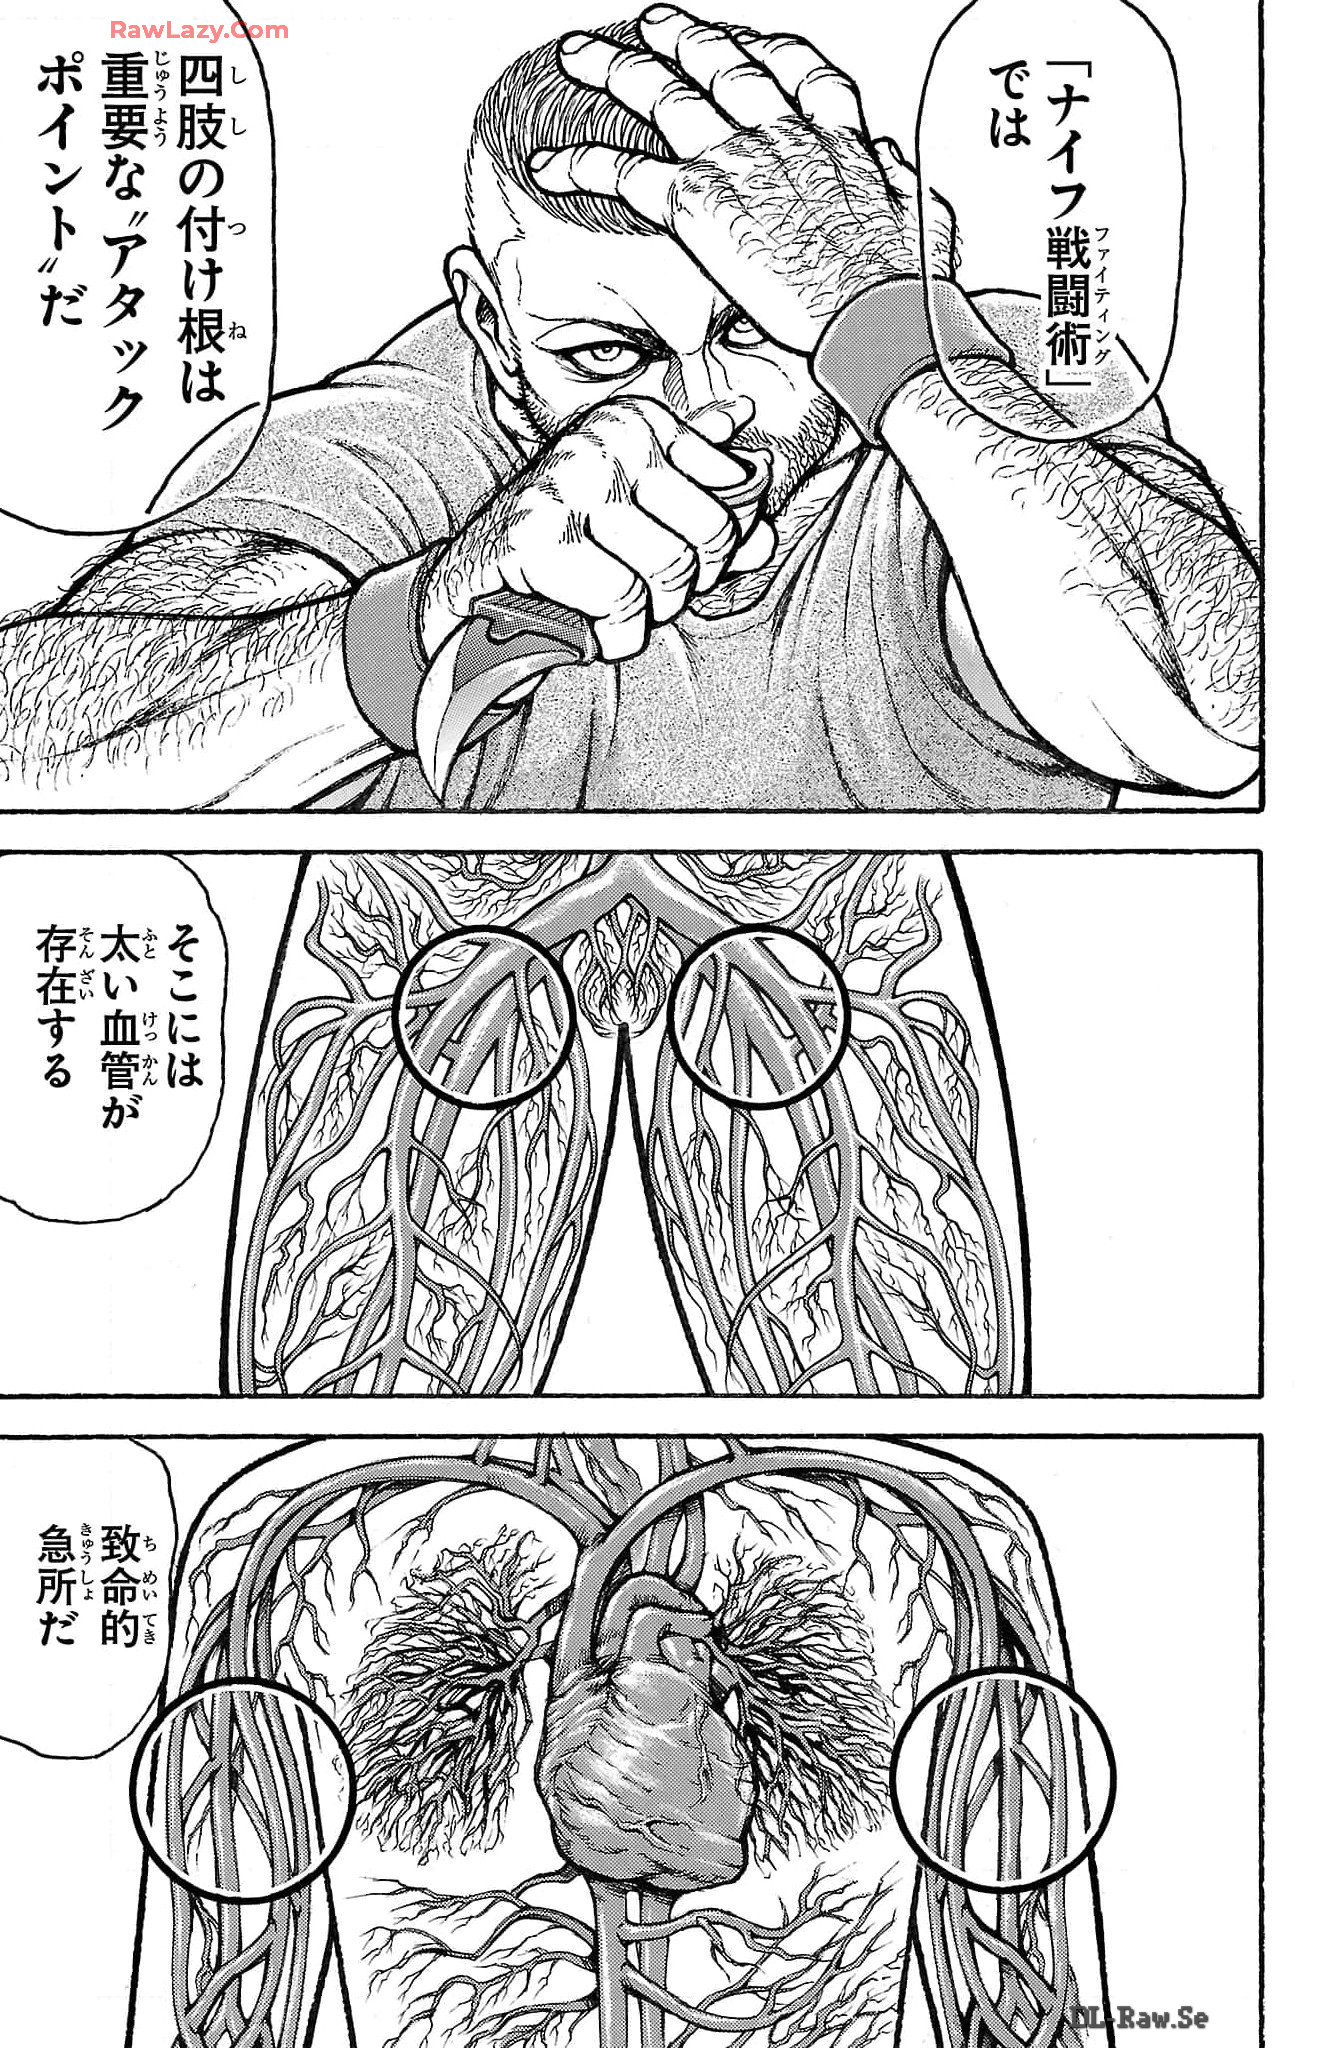 RawLazy.Com
「ナイフ戦闘術」
では
四肢の付け根は
重要な〝アタック
ポイント〟だ
そこには
太い血管が
存在する
致命的
急所だ
DL-Raw.Se